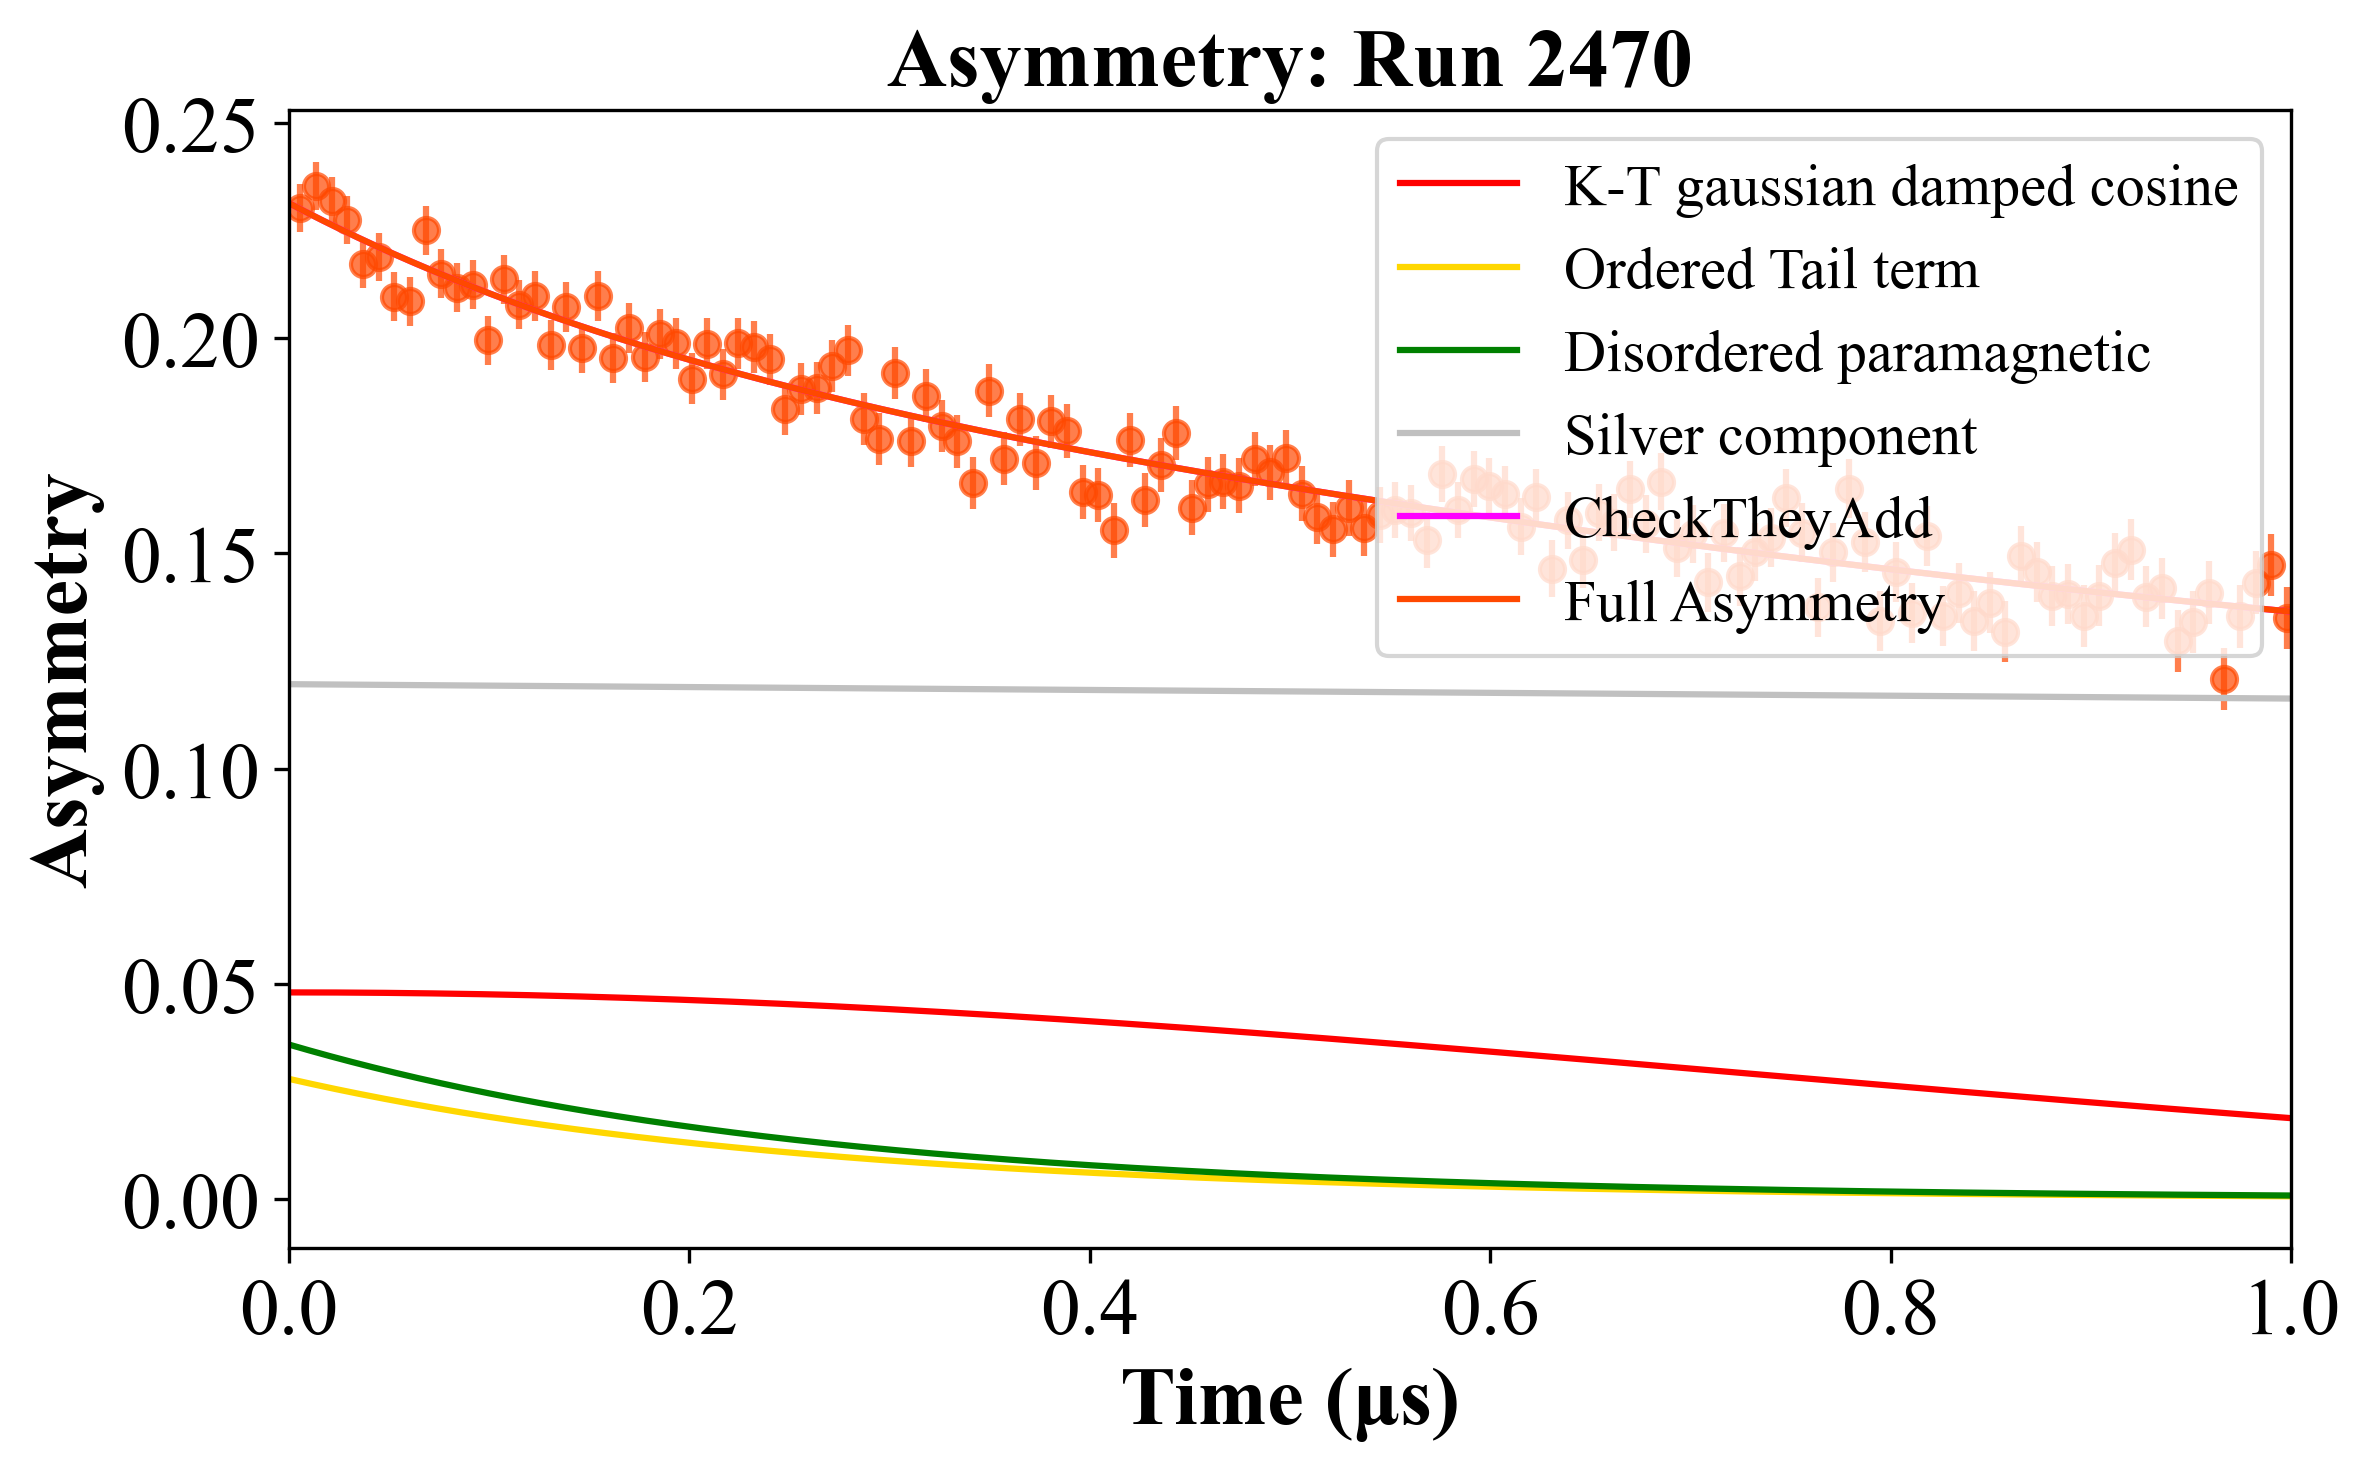 Asymmetry: Run 2470
0.25
0.20
0.15
0.10
0.05
0.00
Asymmetry
K-T gaussian damped cosine
Ordered Tail term
Disordered paramagnetic
Silver component
CheckTheyAdd
Full Asymmetry
0.0 0.2 0.4 0.6 0.8 1.0
Time (μs)